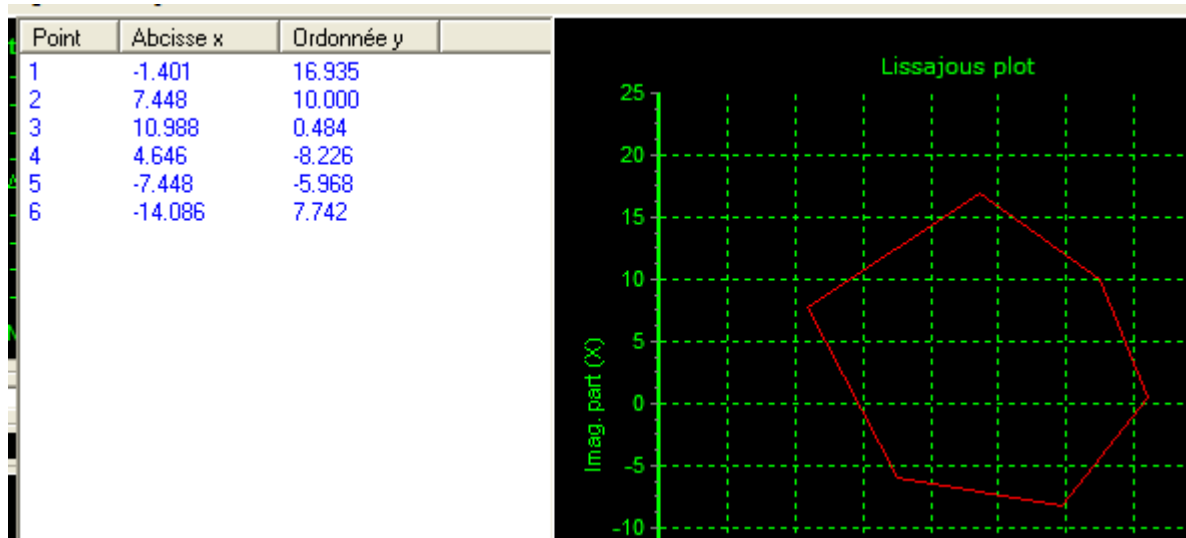 Point Abcisse x Ordonnée y
1 -1.401 16.935
2 7.448 10.000
3 10.988 0.484
4 4.646 -8.226
5 -7.448 -5.968
6 -14.086 7.742
Lissajous plot
25
20
15
10
5
0
-5
-10
Imag. part (X)